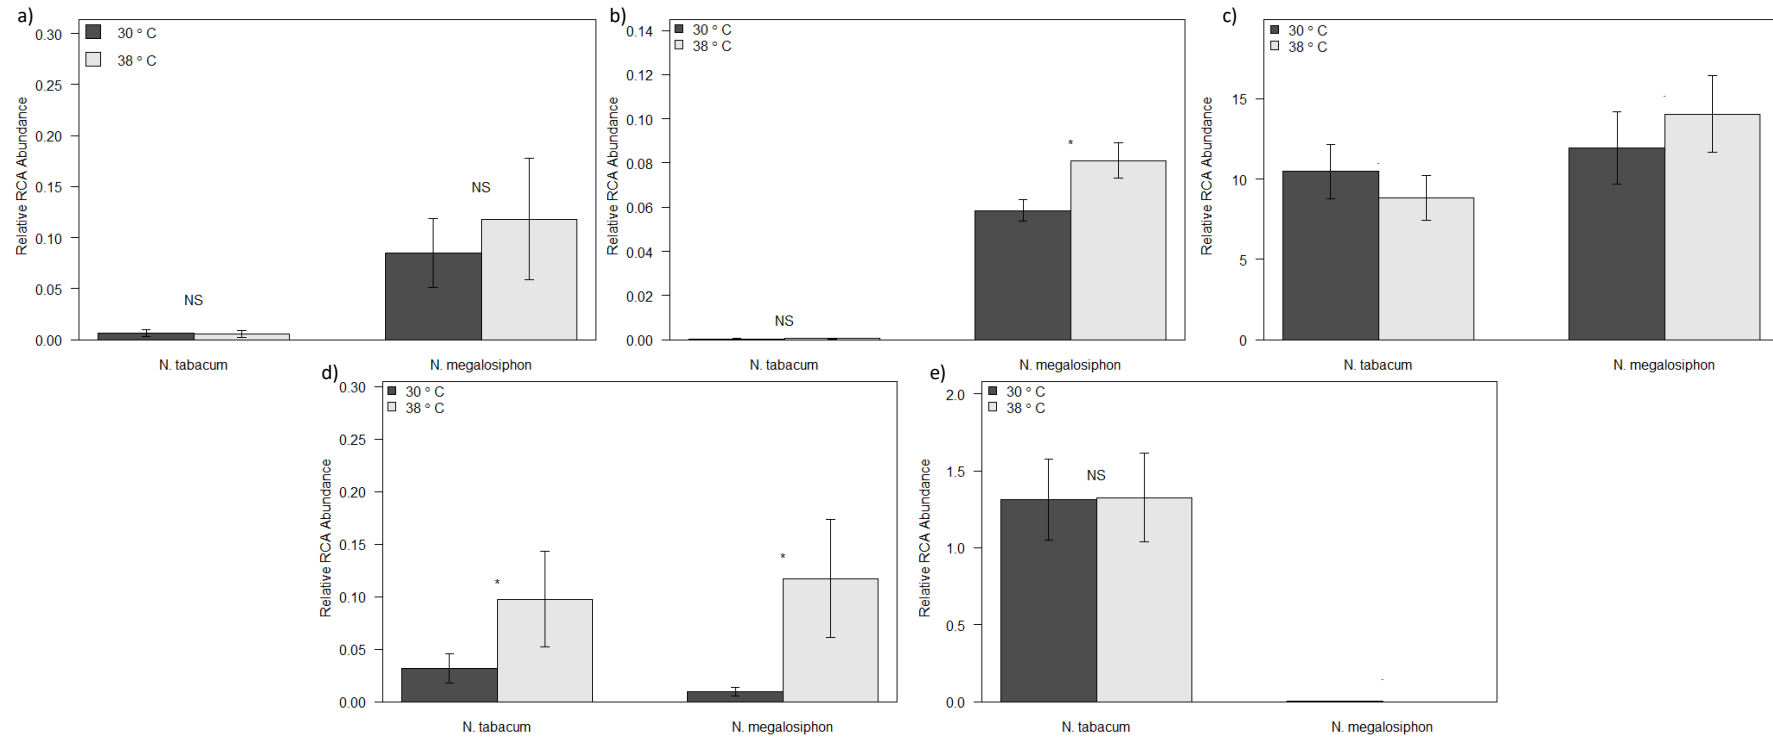 a)
30 ° C
38 ° C
0.30
0.25
0.20
0.15
0.10
0.05
0.00
Relative RCA Abundance
NS
NS
N. tabacum
N. megalosiphon
b)
30 ° C
38 ° C
0.14
0.12
0.10
0.08
0.06
0.04
0.02
0.00
Relative RCA Abundance
NS
*
N. tabacum
N. megalosiphon
c)
30 ° C
38 ° C
15
10
5
0
Relative RCA Abundance
N. tabacum
N. megalosiphon
d)
30 ° C
38 ° C
0.30
0.25
0.20
0.15
0.10
0.05
0.00
Relative RCA Abundance
*
*
N. tabacum
N. megalosiphon
e)
30 ° C
38 ° C
2.0
1.5
1.0
0.5
0.0
Relative RCA Abundance
NS
N. tabacum
N. megalosiphon